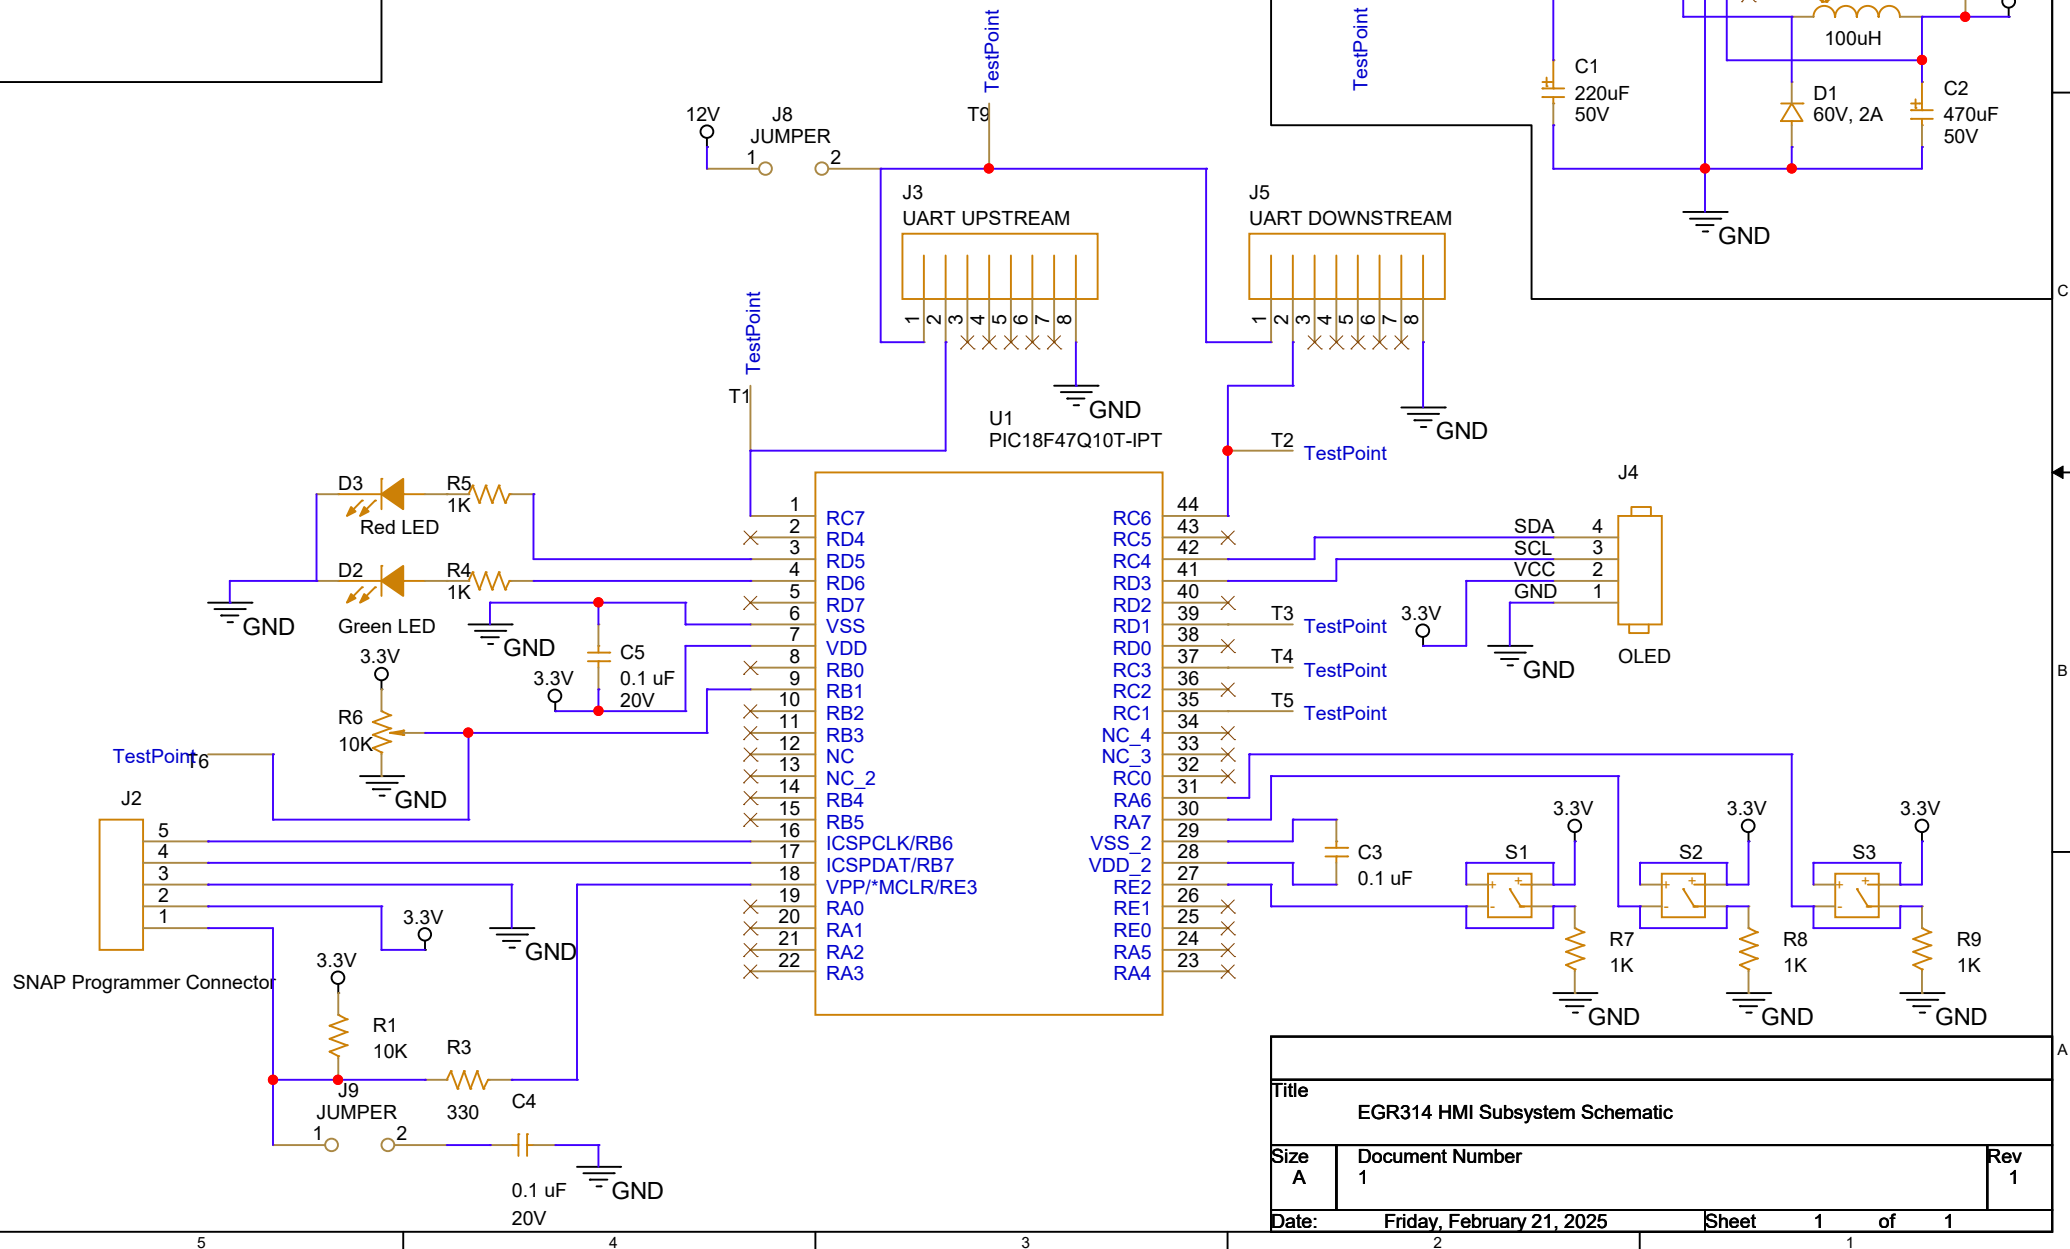 TestPoint
T9
TestPoint
100uH
C1
220uF
50V
D1
60V, 2A
C2
470uF
50V
GND
12V
J8
JUMPER
1
2
J3
UART UPSTREAM
1
2
3
4
5
6
7
8
GND
J5
UART DOWNSTREAM
1
2
3
4
5
6
7
8
GND
C
TestPoint
T1
U1
PIC18F47Q10T-IPT
T2
TestPoint
D3
Red LED
R5
1K
D2
Green LED
R4
1K
GND
GND
C5
0.1 uF
20V
3.3V
3.3V
R6
10K
GND
TestPoint
T6
1 RC7
2 RD4
3 RD5
4 RD6
5 RD7
6 VSS
7 VDD
8 RB0
9 RB1
10 RB2
11 RB3
12 NC
13 NC_2
14 RB4
15 RB5
16 ICSPCLK/RB6
17 ICSPDAT/RB7
18 VPP/*MCLR/RE3
19 RA0
20 RA1
21 RA2
22 RA3
RC6 44
RC5 43
RC4 42
RD3 41
RD2 40
RD1 39
RD0 38
RC3 37
RC2 36
RC1 35
NC_4 34
NC_3 33
RC0 32
RA6 31
RA7 30
VSS_2 29
VDD_2 28
RE2 27
RE1 26
RE0 25
RA5 24
RA4 23
T3
TestPoint
T4
TestPoint
T5
TestPoint
J4
SDA 4
SCL 3
VCC 2
GND 1
OLED
3.3V
GND
B
C3
0.1 uF
3.3V
S1
R7
1K
GND
3.3V
S2
R8
1K
GND
3.3V
S3
R9
1K
GND
J2
5
4
3
2
1
SNAP Programmer Connector
3.3V
GND
3.3V
R1
10K
R3
330
J9
JUMPER
1
2
C4
0.1 uF
20V
GND
A
Title
EGR314 HMI Subsystem Schematic
Size
A
Document Number
1
Rev
1
Date:
Friday, February 21, 2025
Sheet 1 of 1
5
4
3
2
1